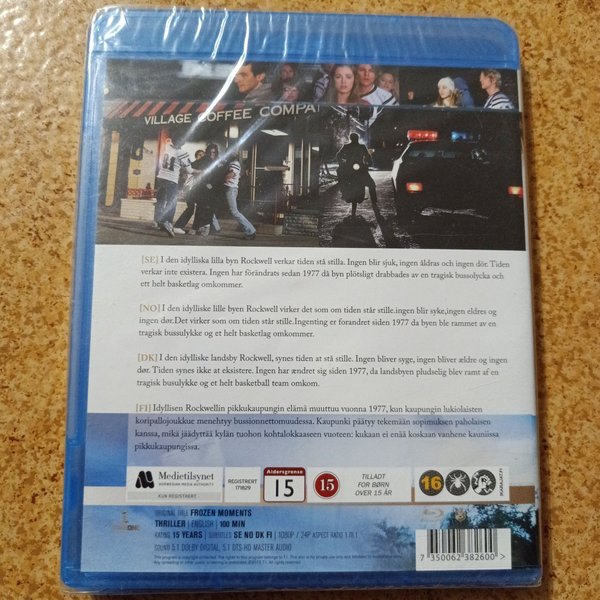 VILLAGE COFFEE COMPA
[SE] I den idylliska lilla byn Rockwell verkar tiden stå stilla. Ingen blir sjuk, ingen åldras och ingen dör. Tiden
verkar inte existera. Ingen har förändrats sedan 1977 då byn plötsligt drabbades av en tragisk bussolycka och
ett helt basketlag omkommer.
[NO] I den idylliske lille byen Rockwell virker det som om tiden står stille.ingen blir syke,ingen eldres og
ingen dør.Det virker som om tiden står stille.Ingenting er forandret siden 1977 da byen ble rammet av en
tragisk bussulykke og et helt basketlag omkommer.
[DK] I den idylliske landsby Rockwell, synes tiden at stå stille. Ingen bliver syge, ingen bliver ældre og ingen
dør. Tiden synes ikke at eksistere. Ingen har ændret sig siden 1977, da landsbyen pludselig blev ramt af en
tragisk busulykke og et helt basketball team omkom.
[FI] Idyllisen Rockwellin pikkukaupungin elämä muuttuu vuonna 1977, kun kaupungin lukiolaisten
koripallojoukkue menehtyy bussionnettomuudessa. Kaupunki päätyy tekemään sopimuksen paholaisen
kanssa, mikä jäädyttää kylän tuohon kohtalokkaaseen vuoteen: kukaan ei enää koskaan vanhene kauniissa
pikkukaupungissa.
Medietilsynet
NORWEGIAN MEDIA AUTHORITY
KUN REGISTRERT
REGISTRERT
171829
Aldersgrense
15
15
TILLADT
FOR BØRN
OVER 15 ÅR
16
ORIGINAL TITLE FROZEN MOMENTS
THRILLER | ENGLISH | 100 MIN
RATING 15 YEARS | SUBTITLES SE NO DK FI | 1080P / 24P ASPECT RATIO 1.78:1
SOUND 5.1 DOLBY DIGITAL, 5.1 DTS-HD MASTER AUDIO
7 350062 382600 >